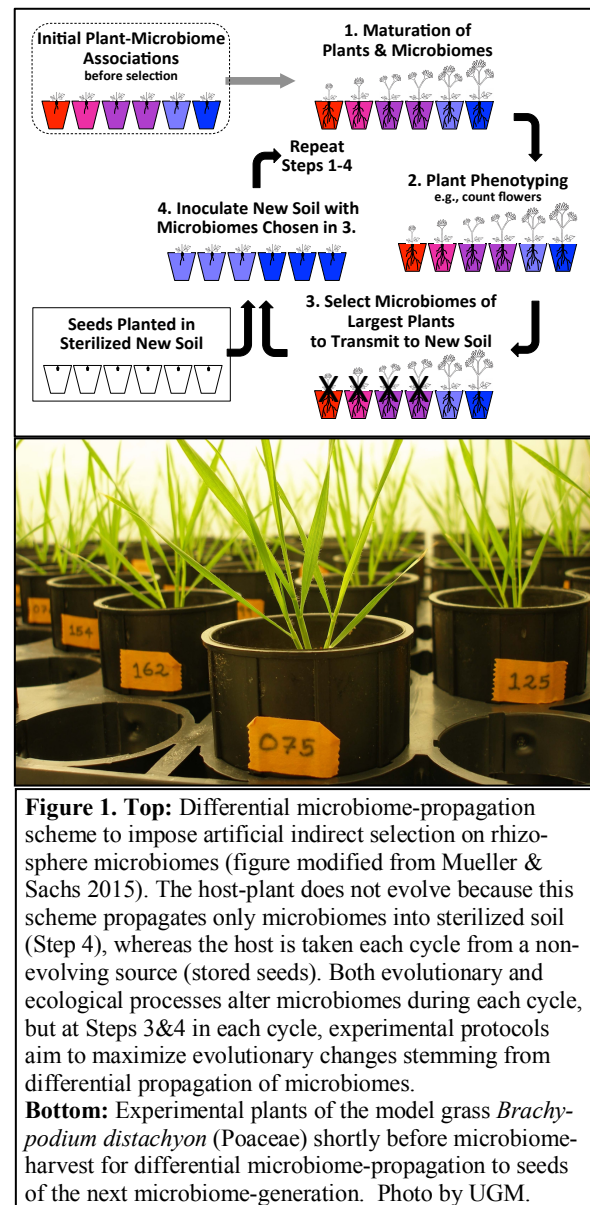 Initial Plant-Microbiome
Associations
before selection
1. Maturation of
Plants & Microbiomes
Repeat
Steps 1-4
2. Plant Phenotyping
e.g., count flowers
4. Inoculate New Soil with
Microbiomes Chosen in 3.
3. Select Microbiomes of
Largest Plants
to Transmit to New Soil
Seeds Planted in
Sterilized New Soil
154
162
075
125
Figure 1. Top: Differential microbiome-propagation
scheme to impose artificial indirect selection on rhizo-
sphere microbiomes (figure modified from Mueller &
Sachs 2015). The host-plant does not evolve because this
scheme propagates only microbiomes into sterilized soil
(Step 4), whereas the host is taken each cycle from a non-
evolving source (stored seeds). Both evolutionary and
ecological processes alter microbiomes during each cycle,
but at Steps 3&4 in each cycle, experimental protocols
aim to maximize evolutionary changes stemming from
differential propagation of microbiomes.
Bottom: Experimental plants of the model grass Brachy-
podium distachyon (Poaceae) shortly before microbiome-
harvest for differential microbiome-propagation to seeds
of the next microbiome-generation. Photo by UGM.